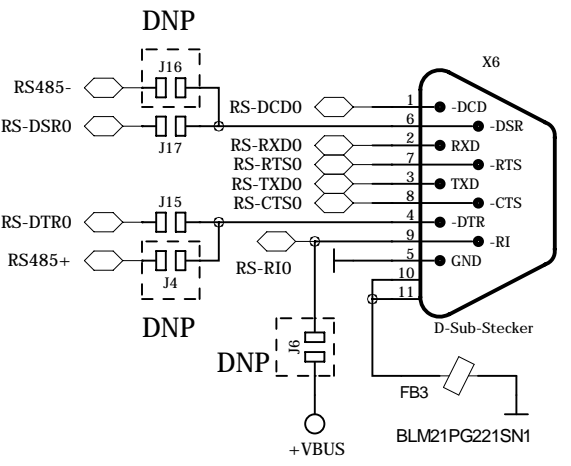 DNP
J16
RS485-
RS-DSR0
J17
RS-DCD0
RS-RXD0
RS-RTS0
RS-TXD0
RS-CTS0
J15
RS-DTR0
RS485+
J4
DNP
RS-RI0
DNP
J6
+VBUS
X6
1 -DCD
6 -DSR
2 RXD
7 -RTS
3 TXD
8 -CTS
4 -DTR
9 -RI
5 GND
10
11
D-Sub-Stecker
FB3
BLM21PG221SN1